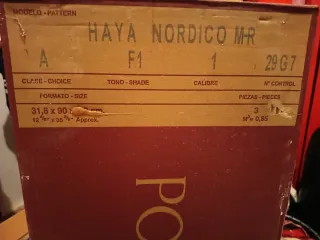 MODELO - PATTERN
HAYA NORDICO MR
A F1 1 29G7
CLASE - CHOICE TONO - SHADE CALIBRE Nº CONTROL
FORMATO - SIZE PIEZAS - PIECES
31,6 x 90 3
Approx. M² = 0,85
PO